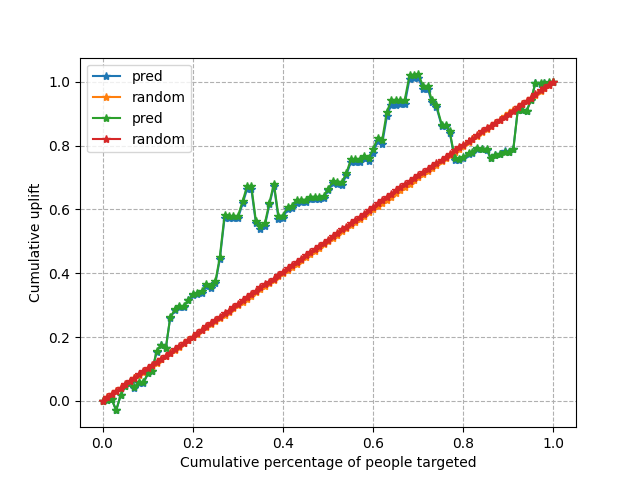 pred
random
pred
random
1.0
0.8
0.6
0.4
0.2
0.0
Cumulative uplift
0.0 0.2 0.4 0.6 0.8 1.0
Cumulative percentage of people targeted